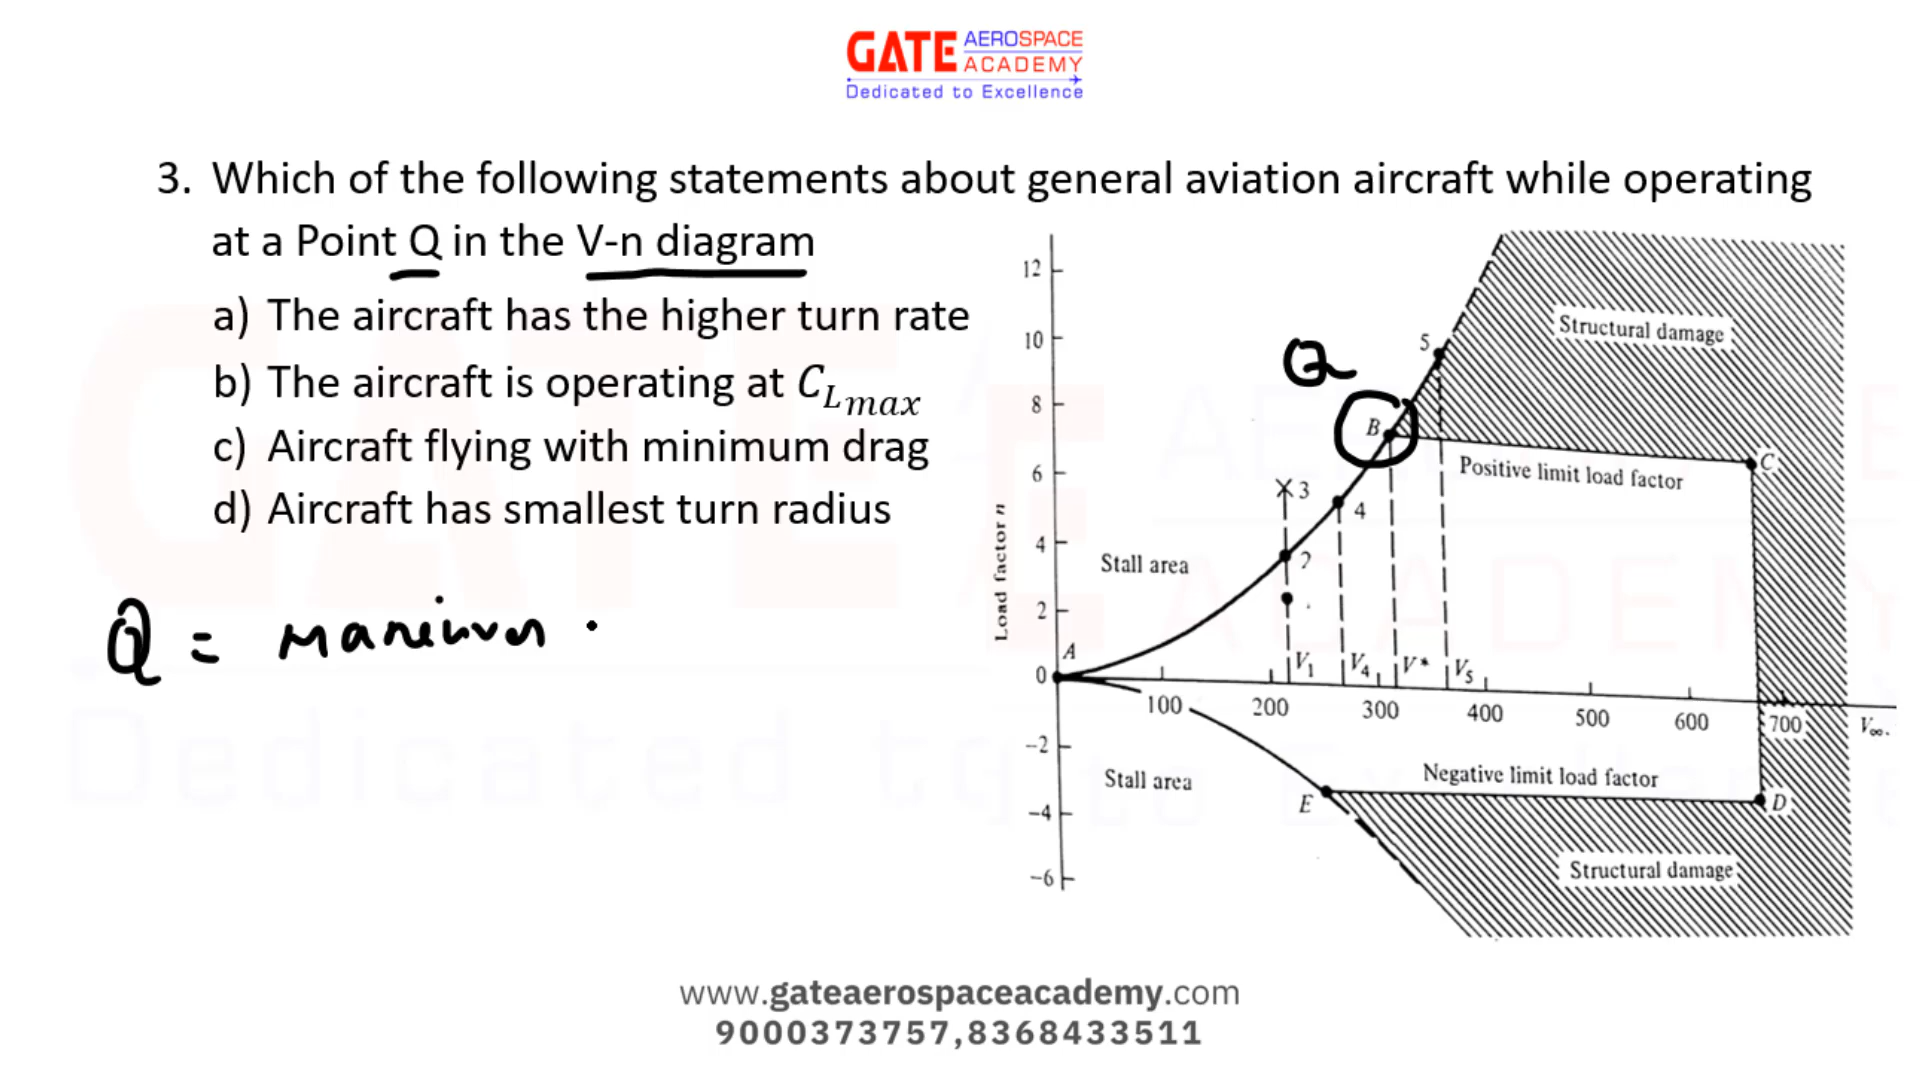 GATE AEROSPACE
ACADEMY
Dedicated to Excellence
3. Which of the following statements about general aviation aircraft while operating
at a Point Q in the V-n diagram
a) The aircraft has the higher turn rate
b) The aircraft is operating at C_Lmax
c) Aircraft flying with minimum drag
d) Aircraft has smallest turn radius
Q =
12
10
8
6
4
2
0
-2
-4
-6
Load factor n
Structural damage
5
Q
B
C
Positive limit load factor
3
4
Stall area
2
A
V1
V4
V*
V5
100
200
300
400
500
600
700
V∞.
Stall area
Negative limit load factor
E
D
Structural damage
www.gateaerospaceacademy.com
9000373757,8368433511